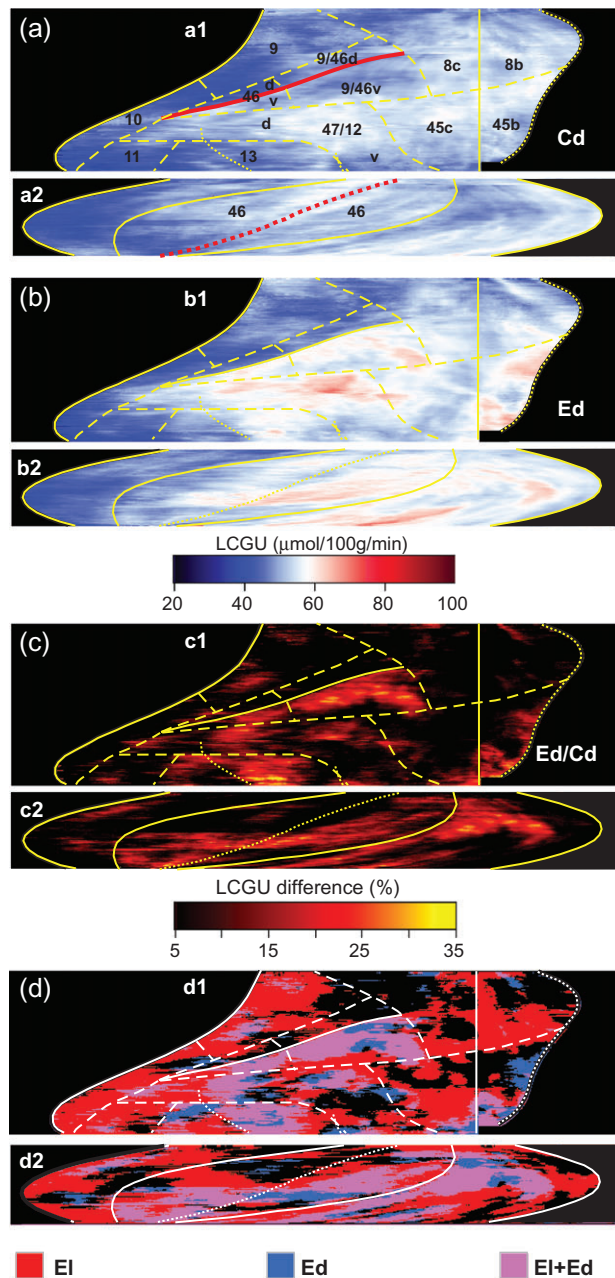 (a)
a1
9
9/46d
8c
8b
d
46
v
9/46v
10
d
47/12
45c
45b
11
13
v
Cd
a2
46
46
(b)
b1
Ed
b2
LCGU (µmol/100g/min)
20
40
60
80
100
(c)
c1
Ed/Cd
c2
LCGU difference (%)
5
15
25
35
(d)
d1
d2
El
Ed
El+Ed